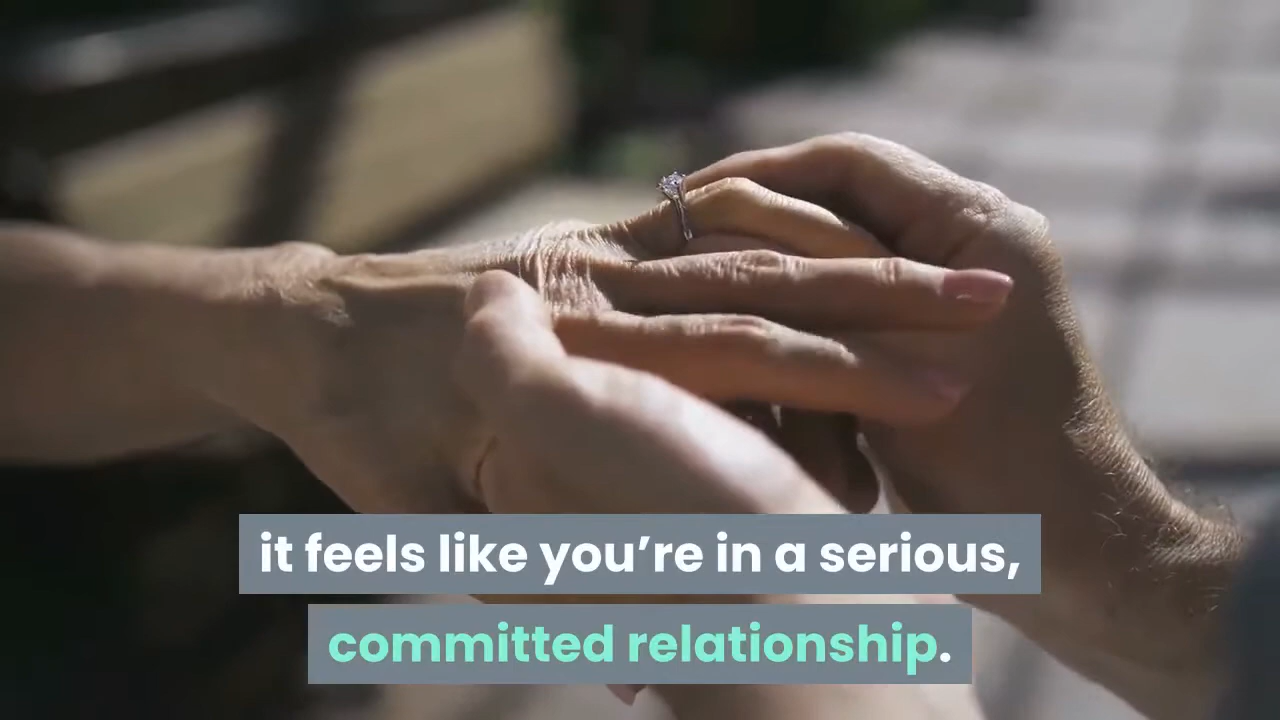 it feels like you’re in a serious,
committed relationship.